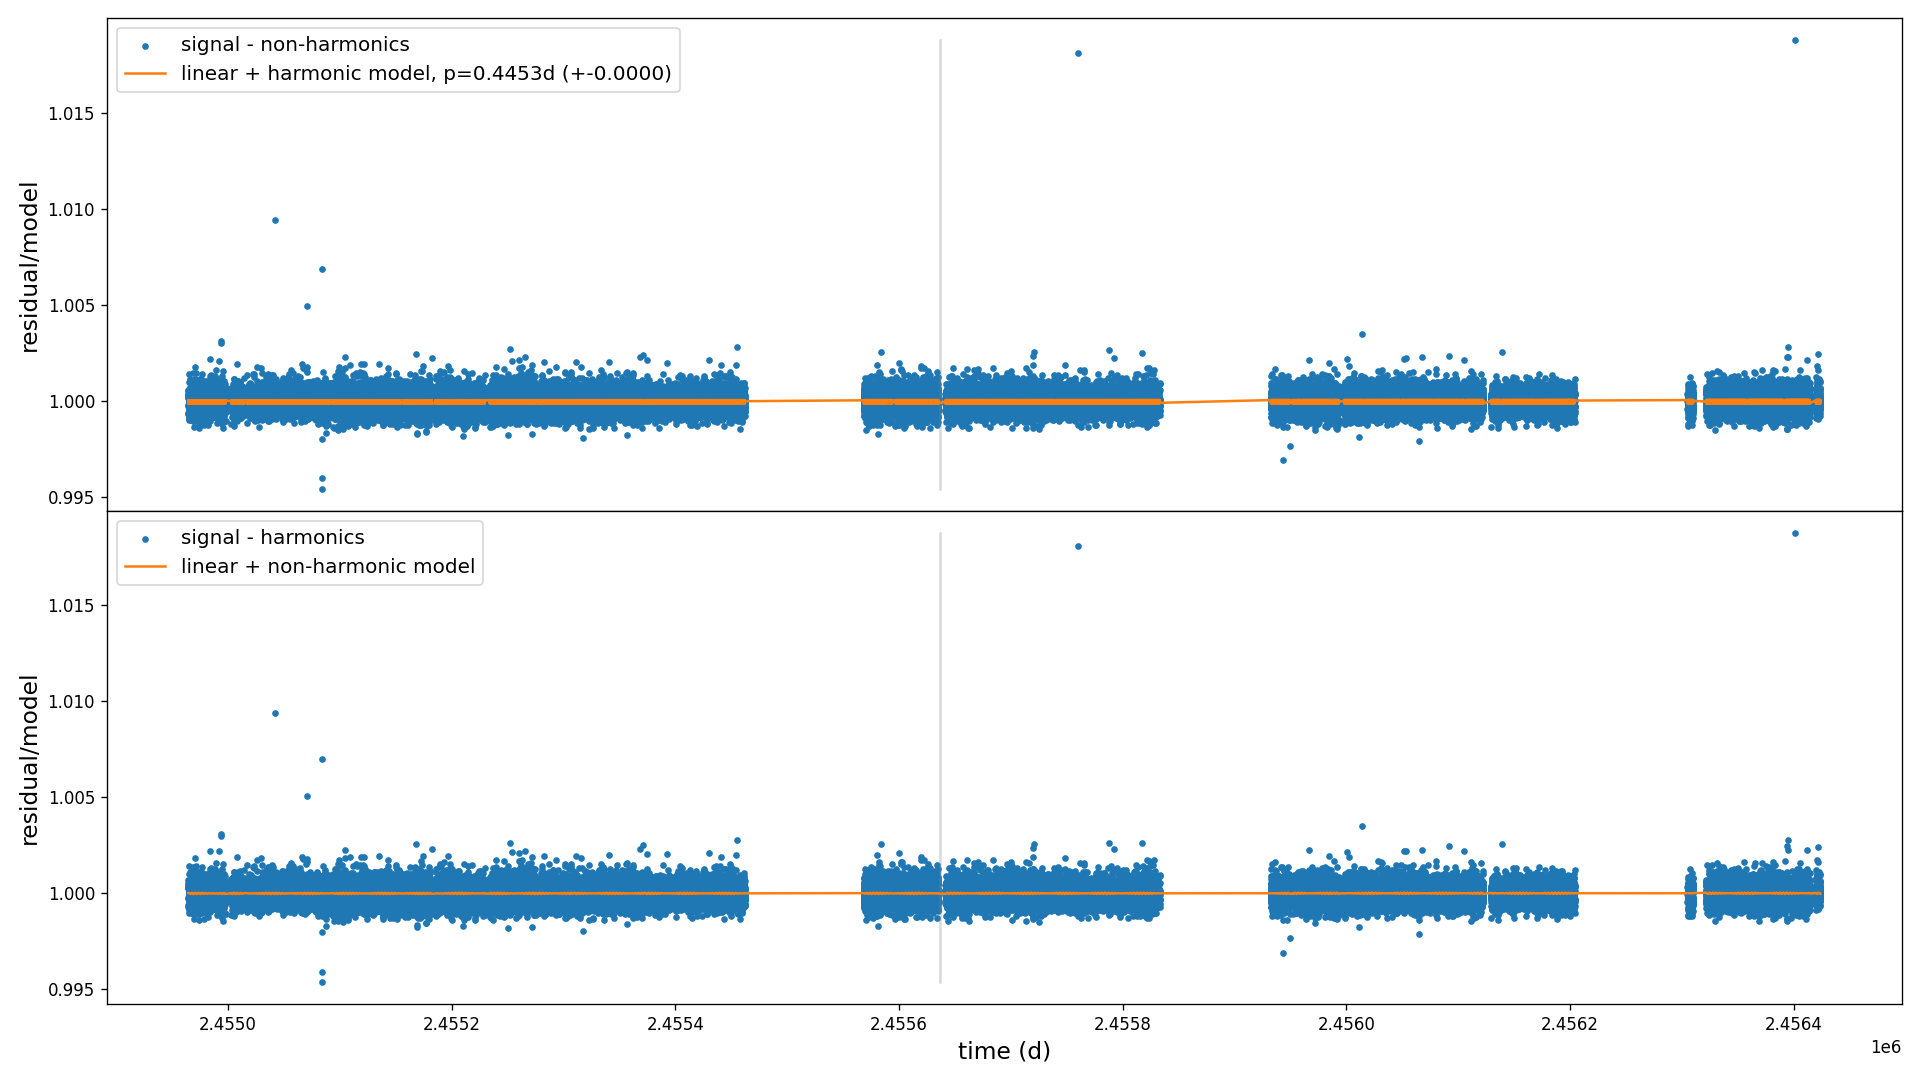 signal - non-harmonics
linear + harmonic model, p=0.4453d (+-0.0000)
residual/model
1.015
1.010
1.005
1.000
0.995
signal - harmonics
linear + non-harmonic model
residual/model
1.015
1.010
1.005
1.000
0.995
2.4550 2.4552 2.4554 2.4556 2.4558 2.4560 2.4562 2.4564
time (d)
1e6